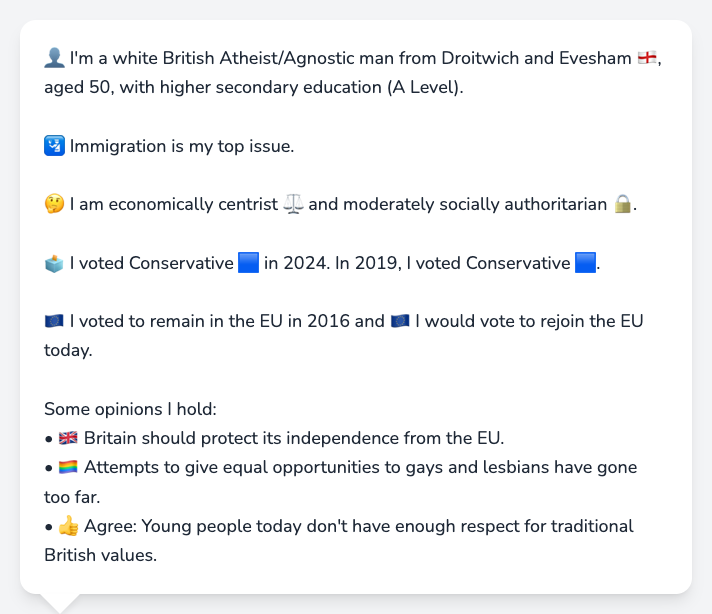 👤 I'm a white British Atheist/Agnostic man from Droitwich and Evesham 🏴󠁧󠁢󠁥󠁮󠁧󠁿,
aged 50, with higher secondary education (A Level).
🛂 Immigration is my top issue.
🤔 I am economically centrist ⚖️ and moderately socially authoritarian 🔒.
🗳️ I voted Conservative 🟦 in 2024. In 2019, I voted Conservative 🟦.
🇪🇺 I voted to remain in the EU in 2016 and 🇪🇺 I would vote to rejoin the EU
today.
Some opinions I hold:
• 🇬🇧 Britain should protect its independence from the EU.
• 🏳️‍🌈 Attempts to give equal opportunities to gays and lesbians have gone
too far.
• 👍 Agree: Young people today don't have enough respect for traditional
British values.